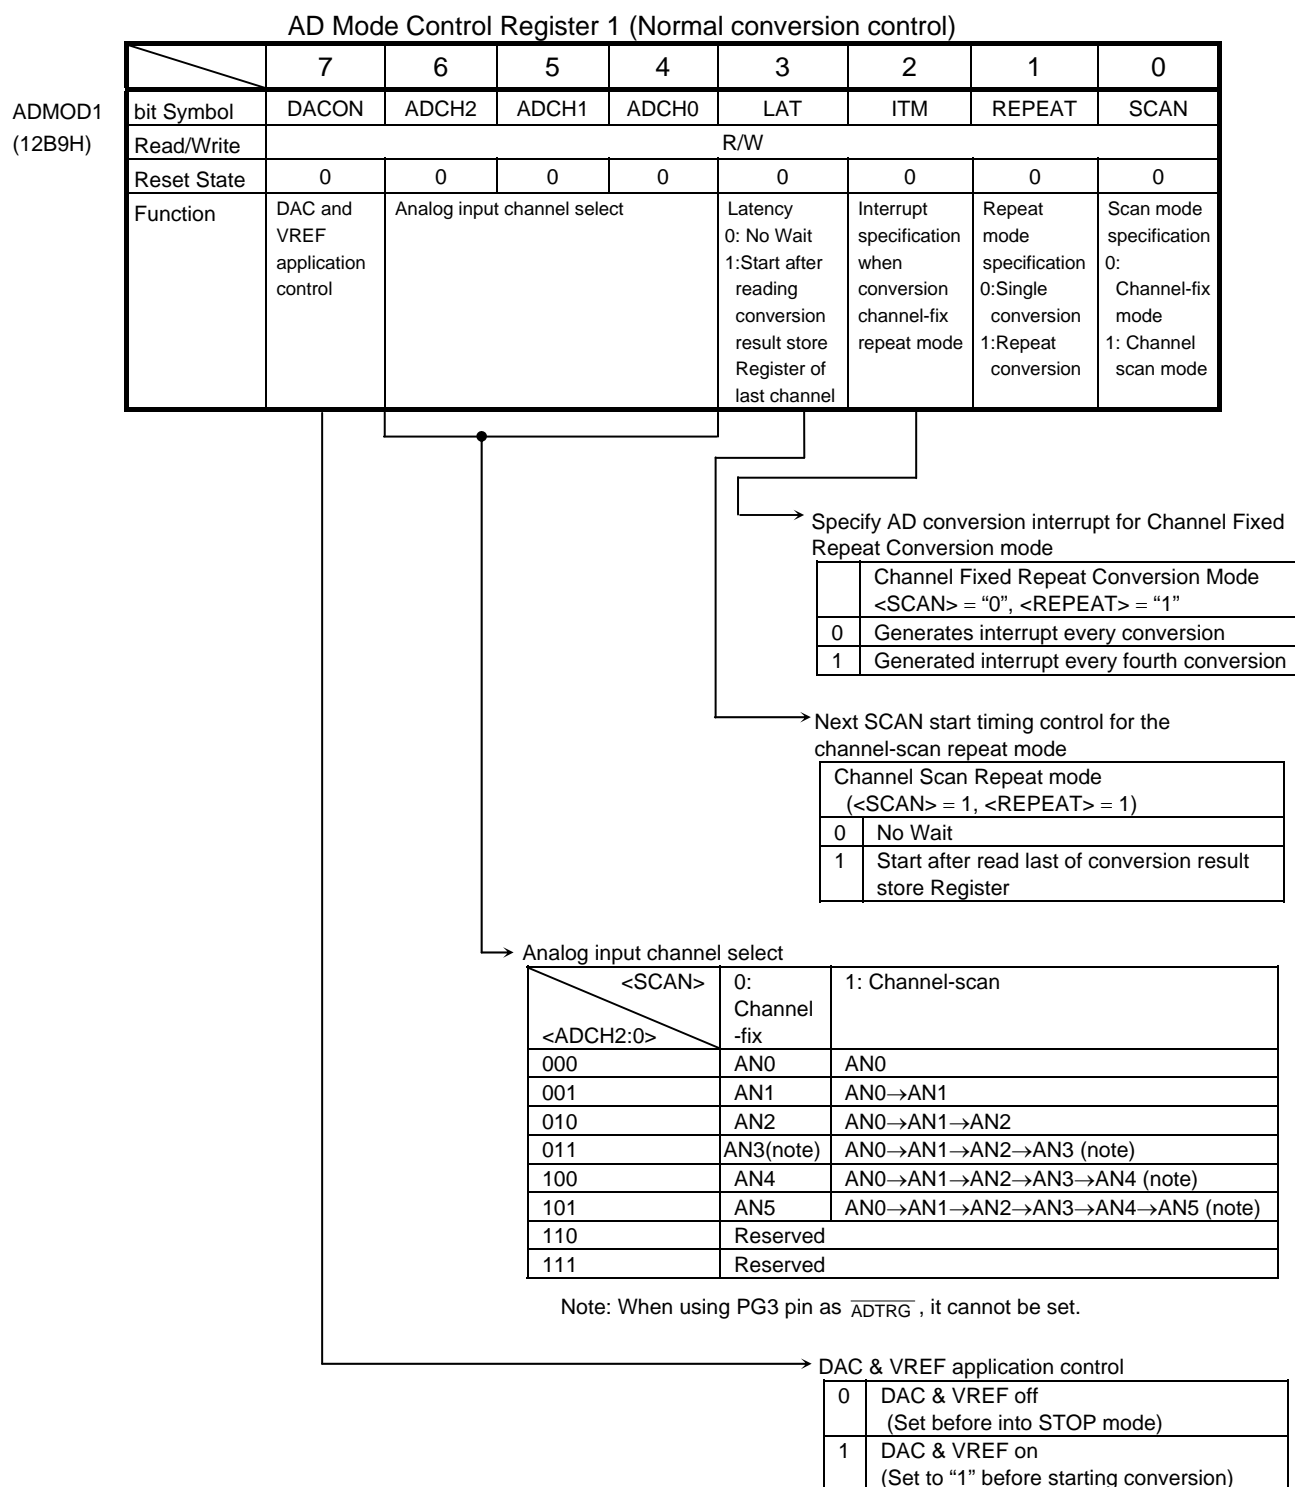 AD Mode Control Register 1 (Normal conversion control)
7 6 5 4 3 2 1 0
ADMOD1 bit Symbol DACON ADCH2 ADCH1 ADCH0 LAT ITM REPEAT SCAN
(12B9H) Read/Write R/W
Reset State 0 0 0 0 0 0 0 0
Function
DAC and
VREF
application
control
Analog input channel select
Latency
0: No Wait
1:Start after
reading
conversion
result store
Register of
last channel
Interrupt
specification
when
conversion
channel-fix
repeat mode
Repeat
mode
specification
0:Single
conversion
1:Repeat
conversion
Scan mode
specification
0:
Channel-fix
mode
1: Channel
scan mode
Specify AD conversion interrupt for Channel Fixed
Repeat Conversion mode
Channel Fixed Repeat Conversion Mode
<SCAN> = “0”, <REPEAT> = “1”
0 Generates interrupt every conversion
1 Generated interrupt every fourth conversion
Next SCAN start timing control for the
channel-scan repeat mode
Channel Scan Repeat mode
(<SCAN> = 1, <REPEAT> = 1)
0 No Wait
1 Start after read last of conversion result
store Register
Analog input channel select
<SCAN>
<ADCH2:0>
0:
Channel
-fix
1: Channel-scan
000 AN0 AN0
001 AN1 AN0→AN1
010 AN2 AN0→AN1→AN2
011 AN3(note) AN0→AN1→AN2→AN3 (note)
100 AN4 AN0→AN1→AN2→AN3→AN4 (note)
101 AN5 AN0→AN1→AN2→AN3→AN4→AN5 (note)
110 Reserved
111 Reserved
Note: When using PG3 pin as ADTRG , it cannot be set.
DAC & VREF application control
0 DAC & VREF off
(Set before into STOP mode)
1 DAC & VREF on
(Set to “1” before starting conversion)